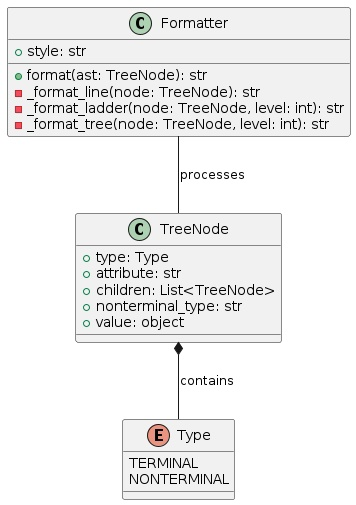 C Formatter
style: str
format(ast: TreeNode): str
_format_line(node: TreeNode): str
_format_ladder(node: TreeNode, level: int): str
_format_tree(node: TreeNode, level: int): str
processes
C TreeNode
type: Type
attribute: str
children: List<TreeNode>
nonterminal_type: str
value: object
contains
E Type
TERMINAL
NONTERMINAL